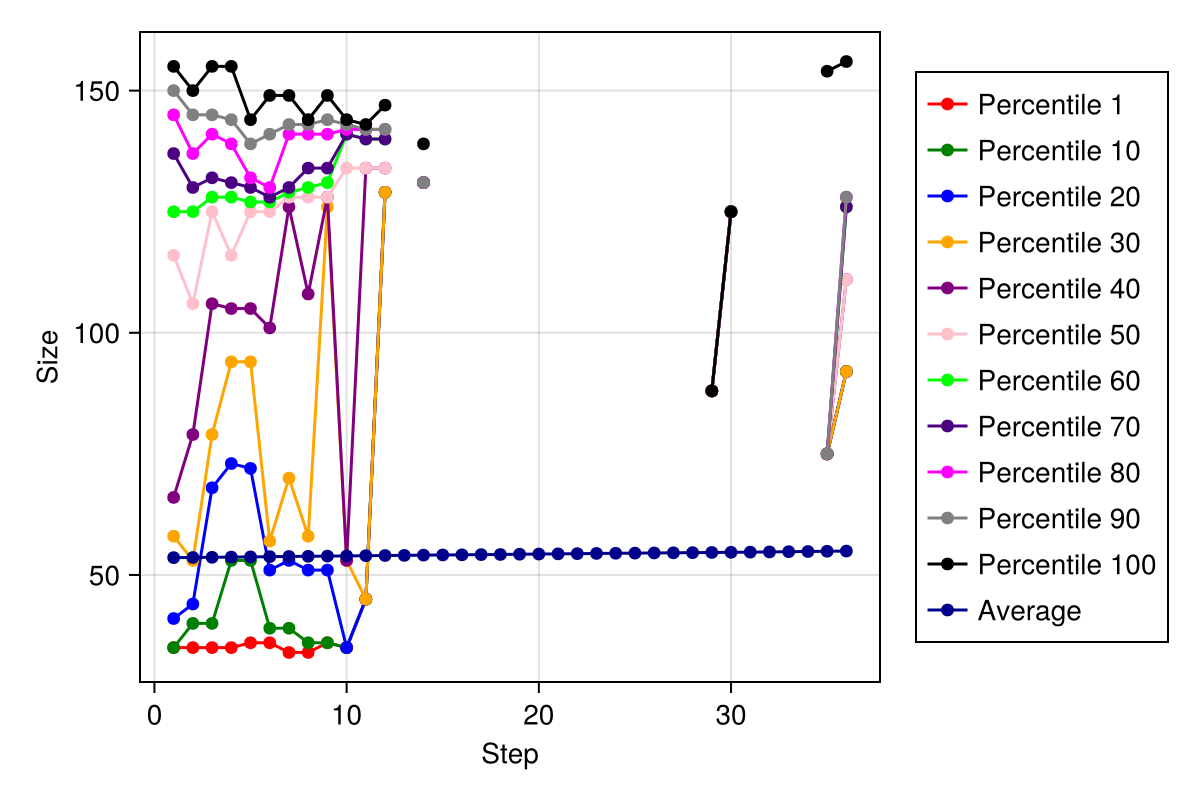 150
100
50
0
10
20
30
Size
Step
Percentile 1
Percentile 10
Percentile 20
Percentile 30
Percentile 40
Percentile 50
Percentile 60
Percentile 70
Percentile 80
Percentile 90
Percentile 100
Average